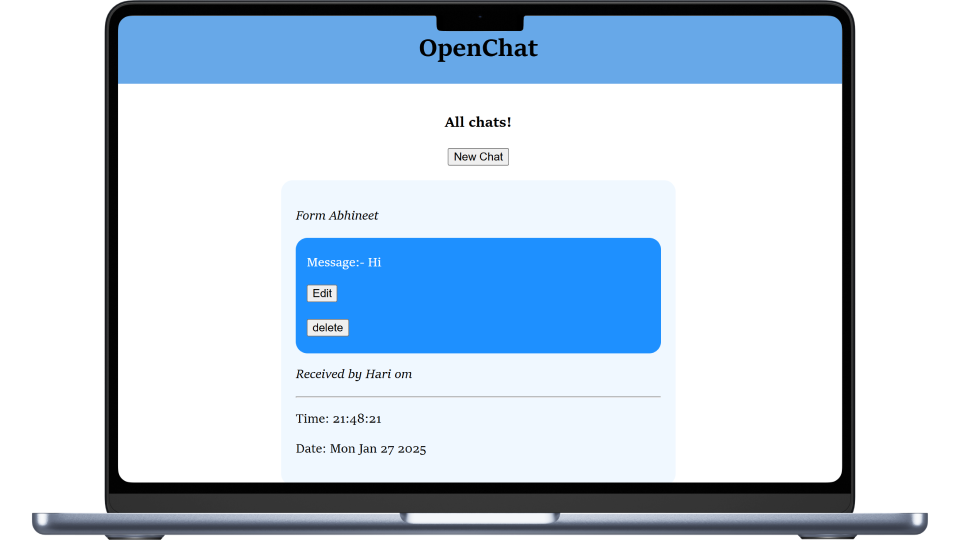 OpenChat
All chats!
New Chat
Form Abhineet
Message:- Hi
Edit
delete
Received by Hari om
Time: 21:48:21
Date: Mon Jan 27 2025